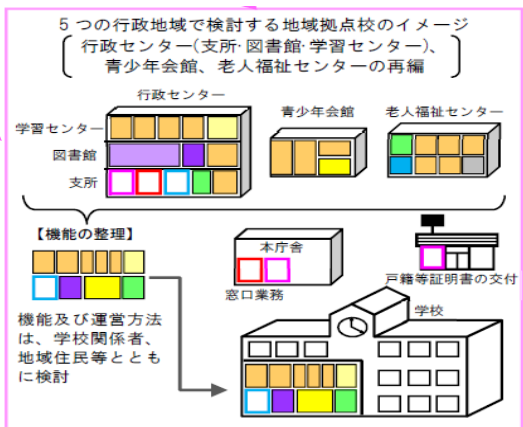 5つの行政地域で検討する地域拠点校のイメージ
行政センター(支所･図書館･学習センター)、
青少年会館、老人福祉センターの再編
行政センター
青少年会館
老人福祉センター
学習センター
図書館
支所
【機能の整理】
本庁舎
窓口業務
戸籍等証明書の交付
機能及び運営方法
は、学校関係者、
地域住民等ととも
に検討
学校